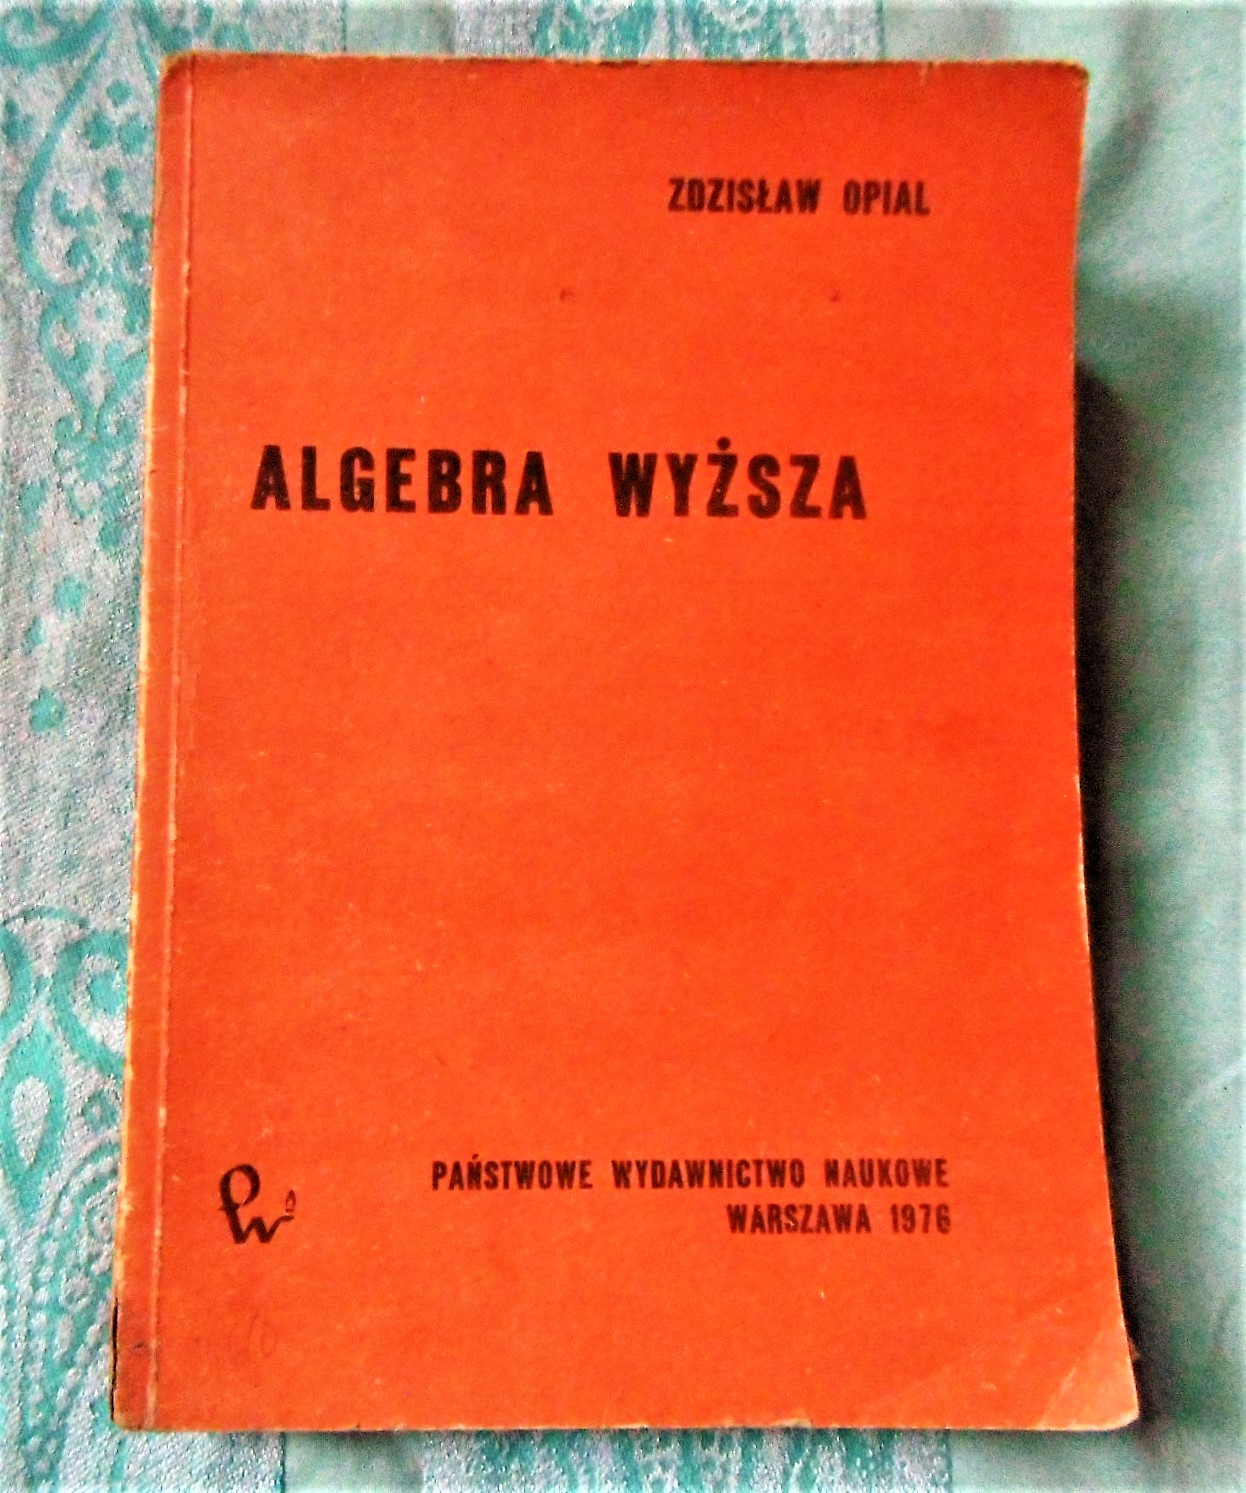 ZDZISŁAW OPIAL
ALGEBRA WYŻSZA
PAŃSTWOWE WYDAWNICTWO NAUKOWE
WARSZAWA 1976